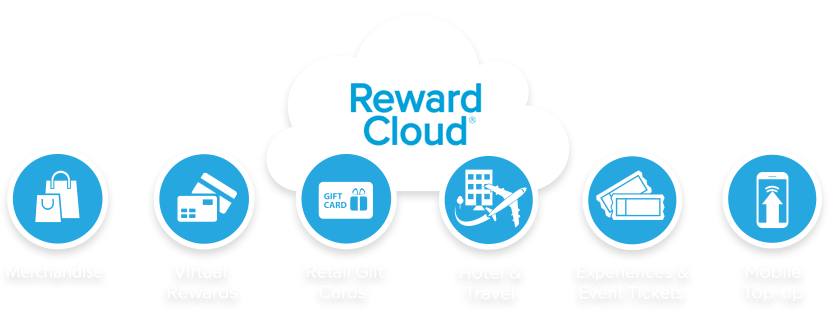 Reward
Cloud®
GIFT
CARD
Merchandise
Virtual
Rewards
Retail Gift
Cards
Hotel &
Travel
Experiences &
Event Tickets
Mobile
Top-up